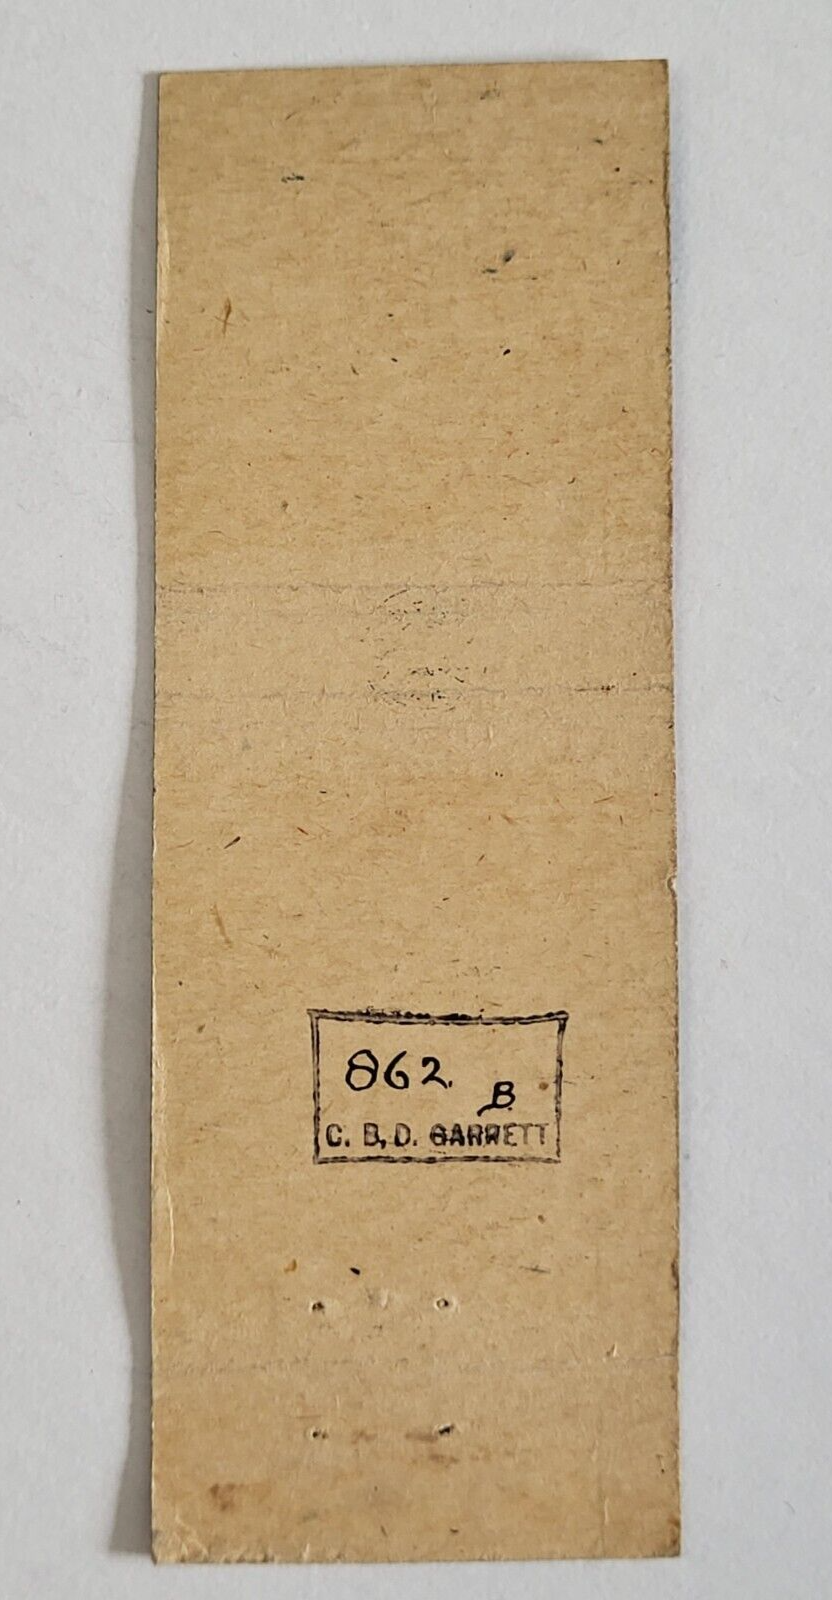 862.
B.
C. B. D. GARRETT